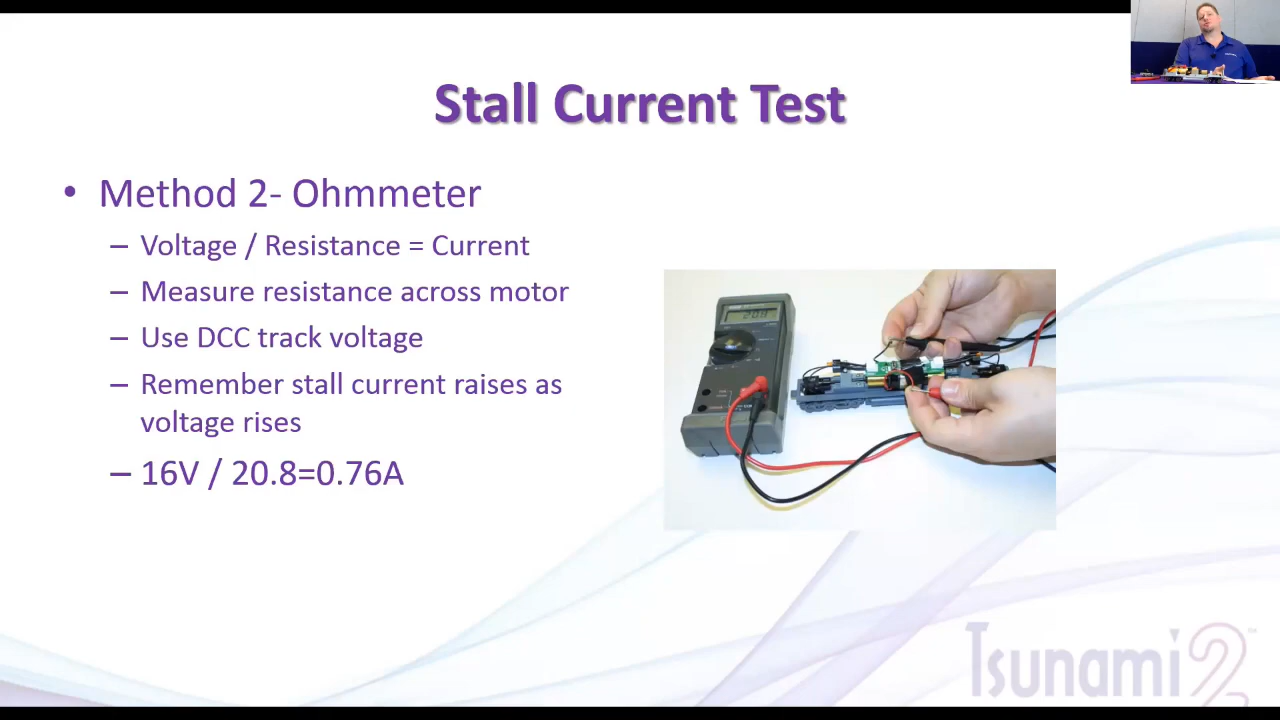 Stall Current Test
• Method 2- Ohmmeter
– Voltage / Resistance = Current
– Measure resistance across motor
– Use DCC track voltage
– Remember stall current raises as
voltage rises
– 16V / 20.8=0.76A
Tsunami2™